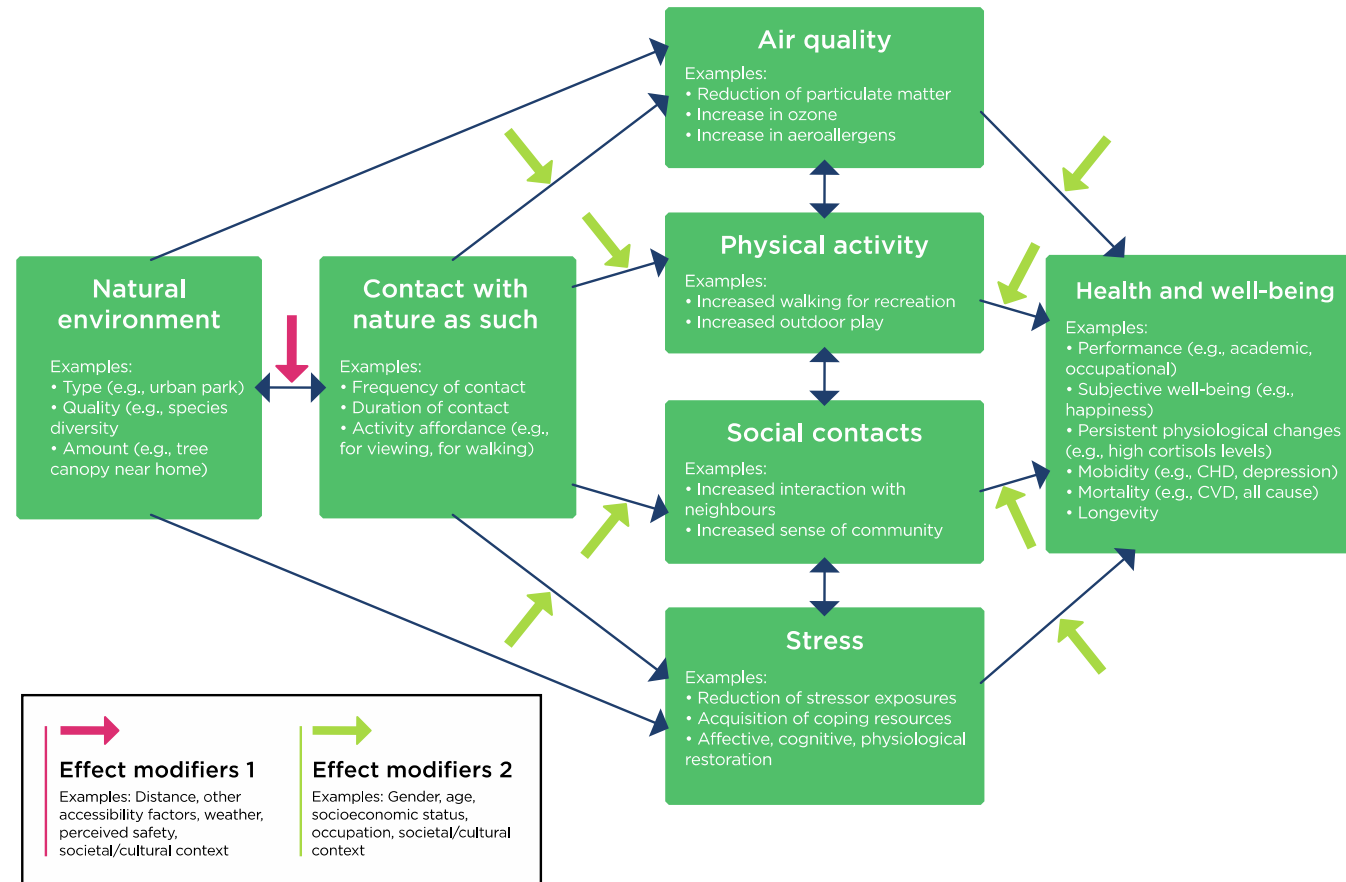 Air quality
Examples:
• Reduction of particulate matter
• Increase in ozone
• Increase in aeroallergens
Natural
environment
Examples:
• Type (e.g., urban park)
• Quality (e.g., species
diversity
• Amount (e.g., tree
canopy near home)
Contact with
nature as such
Examples:
• Frequency of contact
• Duration of contact
• Activity affordance (e.g.,
for viewing, for walking)
Physical activity
Examples:
• Increased walking for recreation
• Increased outdoor play
Social contacts
Examples:
• Increased interaction with
neighbours
• Increased sense of community
Stress
Examples:
• Reduction of stressor exposures
• Acquisition of coping resources
• Affective, cognitive, physiological
restoration
Health and well-being
Examples:
• Performance (e.g., academic,
occupational)
• Subjective well-being (e.g.,
happiness)
• Persistent physiological changes
(e.g., high cortisols levels)
• Mobidity (e.g., CHD, depression)
• Mortality (e.g., CVD, all cause)
• Longevity
Effect modifiers 1
Examples: Distance, other
accessibility factors, weather,
perceived safety,
societal/cultural context
Effect modifiers 2
Examples: Gender, age,
socioeconomic status,
occupation, societal/cultural
context